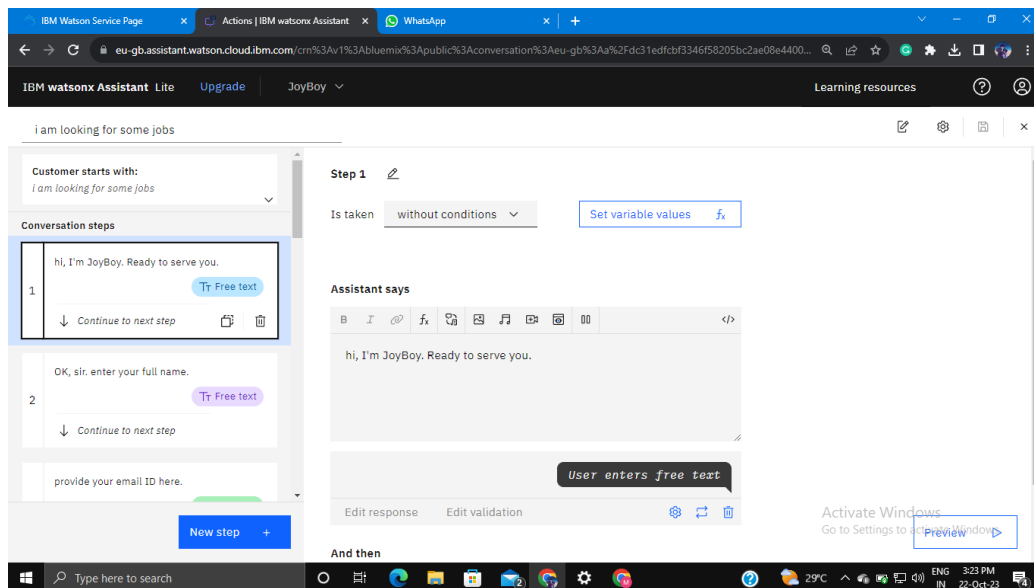 IBM Watson Service Page
Actions | IBM watsonx Assistant
WhatsApp
eu-gb.assistant.watson.cloud.ibm.com/crn%3Av1%3Abluemix%3Apublic%3Aconversation%3Aeu-gb%3Aa%2Fdc31edfcbf3346f58205bc2ae08e4400...
IBM watsonx Assistant Lite
Upgrade
JoyBoy
Learning resources
i am looking for some jobs
Customer starts with:
i am looking for some jobs
Conversation steps
1
hi, I'm JoyBoy. Ready to serve you.
Free text
Continue to next step
2
OK, sir. enter your full name.
Free text
Continue to next step
provide your email ID here.
New step +
Step 1
Is taken
without conditions
Set variable values
fx
Assistant says
B I fx </>
hi, I'm JoyBoy. Ready to serve you.
User enters free text
Edit response
Edit validation
And then
Activate Windows
Go to Settings to activate Windows.
Preview
Type here to search
29°C
ENG
IN
3:23 PM
22-Oct-23